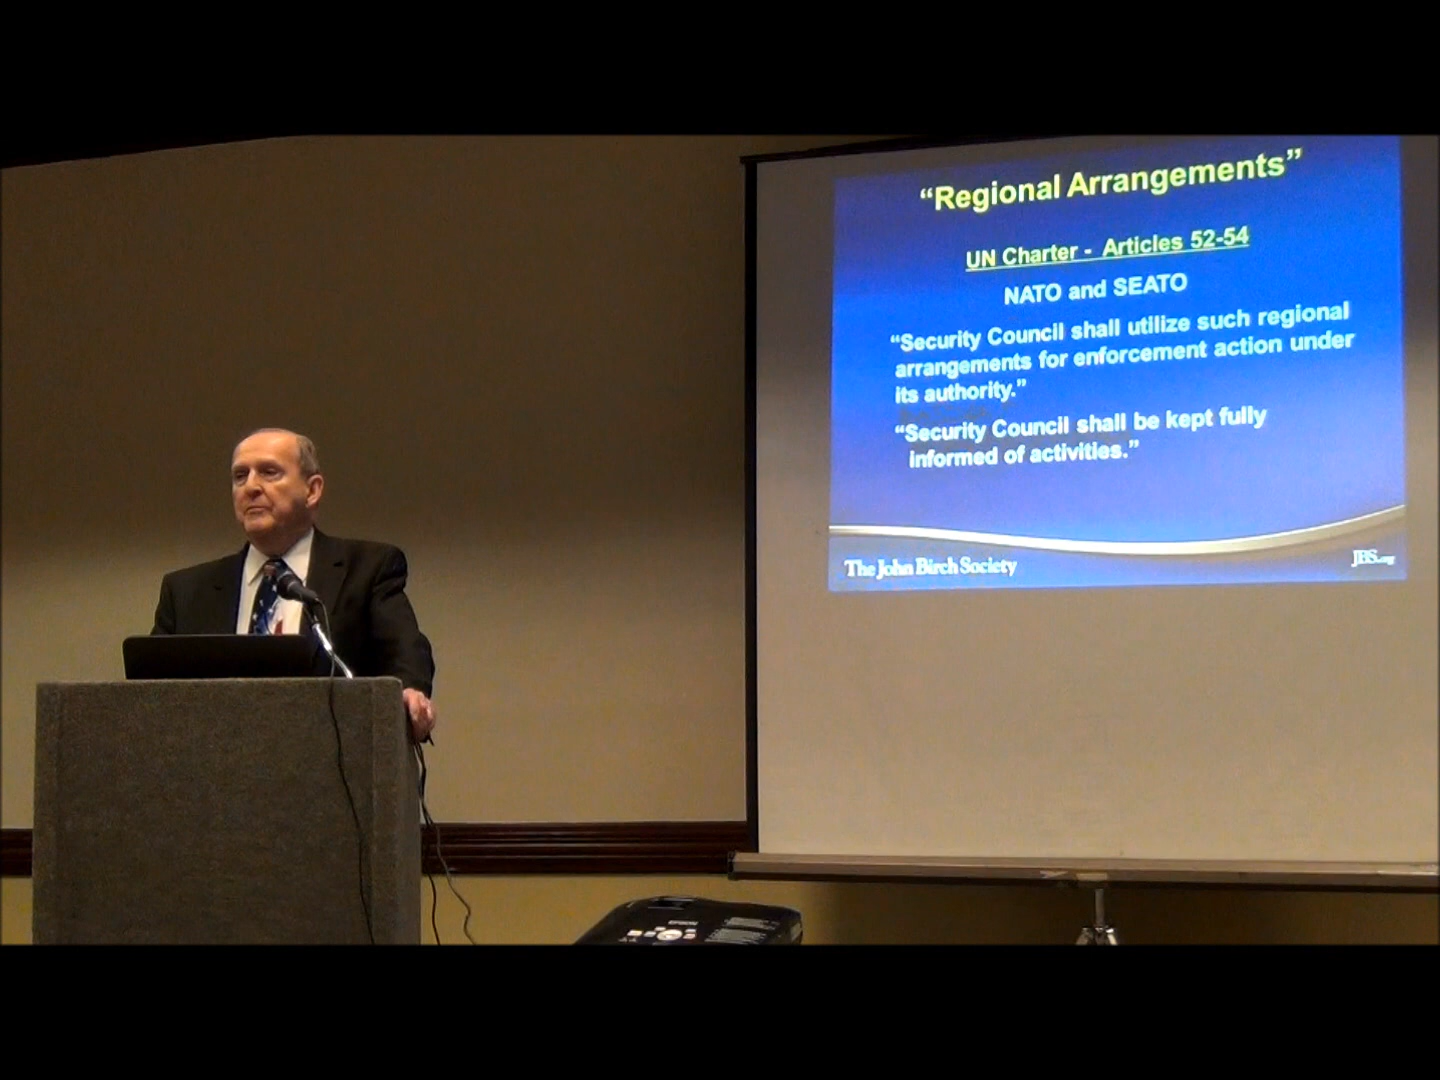 “Regional Arrangements”
UN Charter - Articles 52-54
NATO and SEATO
“Security Council shall utilize such regional
arrangements for enforcement action under
its authority.”
“Security Council shall be kept fully
informed of activities.”
The John Birch Society
JBS.org